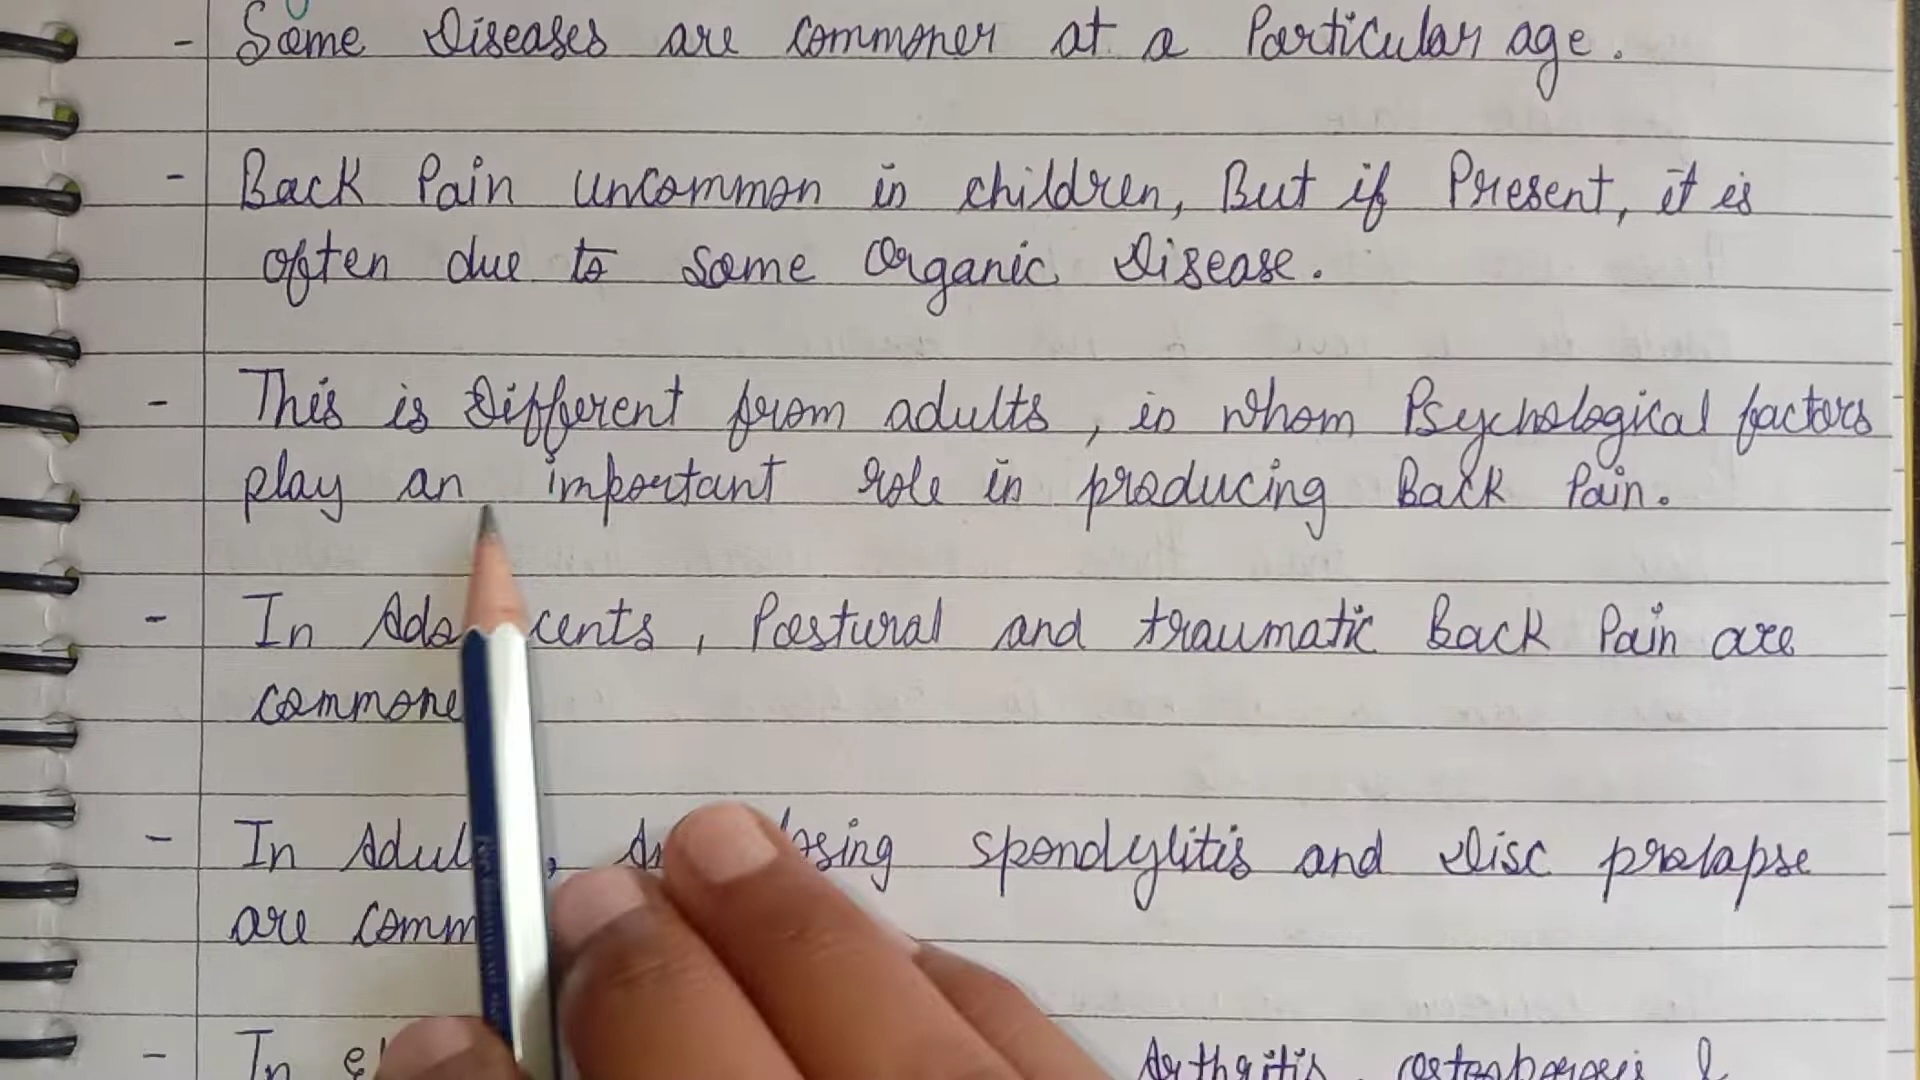 - Some Diseases are commoner at a Particular age.
- Back Pain uncommon in children, But if Present, it is
often due to some Organic Disease.
- This is Different from adults, in whom Psychological factors
play an important role in producing Back Pain.
- In cents, Postural and traumatic Back Pain are
commone
- In Adul , sing spondylitis and Disc prolapse
are comm
- In Arthritis, osteoporosis &